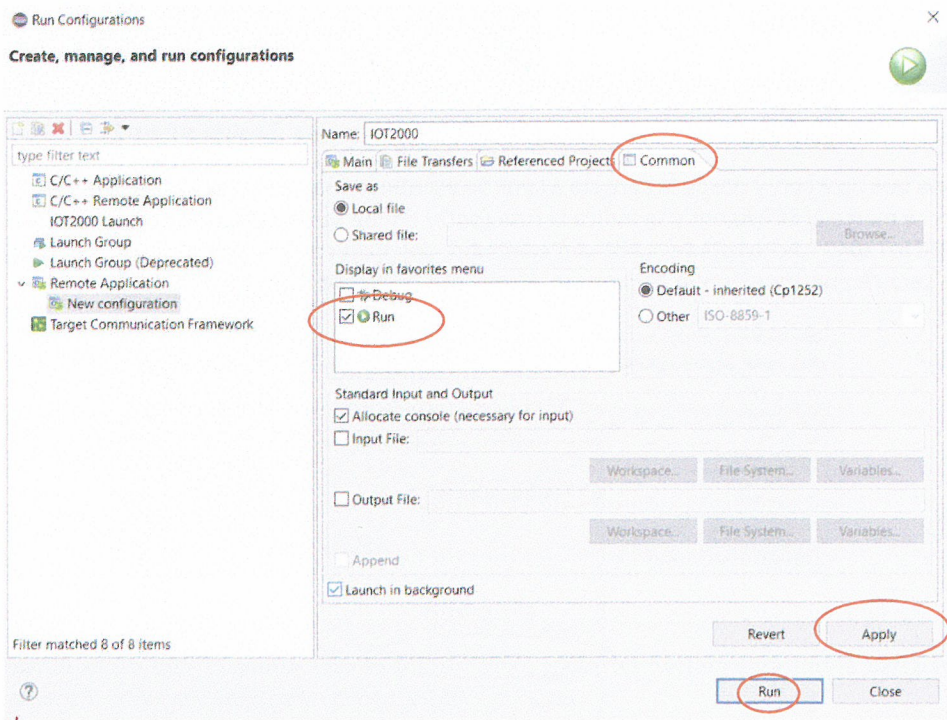 Run Configurations
Create, manage, and run configurations
type filter text
C/C++ Application
C/C++ Remote Application
IOT2000 Launch
Launch Group
Launch Group (Deprecated)
Remote Application
New configuration
Target Communication Framework
Filter matched 8 of 8 items
Name: IOT2000
Main File Transfers Referenced Projects Common
Save as
Local file
Shared file: Browse...
Display in favorites menu
Debug
Run
Encoding
Default - inherited (Cp1252)
Other ISO-8859-1
Standard Input and Output
Allocate console (necessary for input)
Input File:
Workspace... File System... Variables...
Output File:
Workspace... File System... Variables...
Append
Launch in background
Revert Apply
Run Close